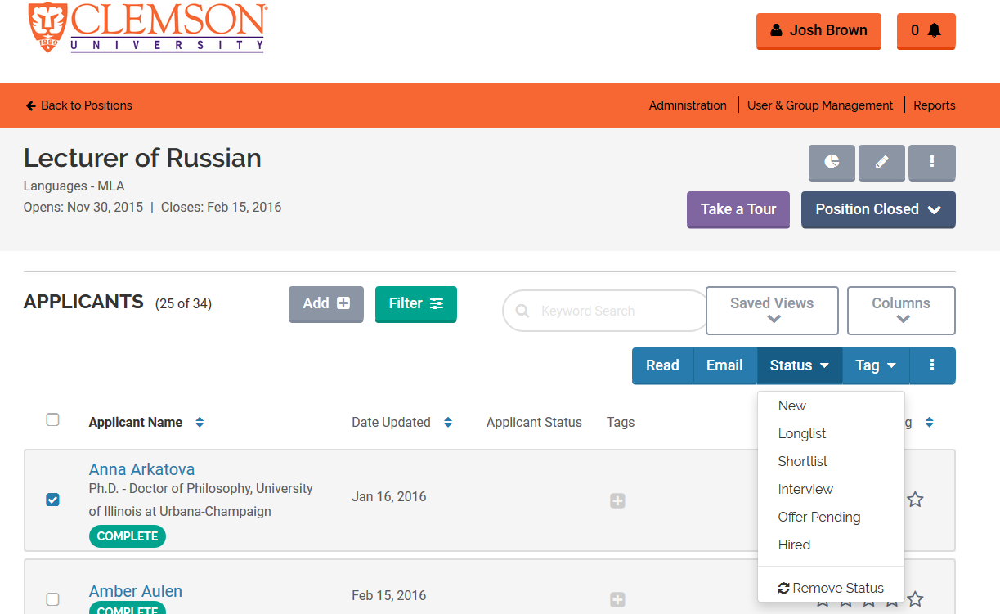 CLEMSON
1889
UNIVERSITY
Josh Brown
0
Back to Positions
Administration
User & Group Management
Reports
Lecturer of Russian
Languages - MLA
Opens: Nov 30, 2015 | Closes: Feb 15, 2016
Take a Tour
Position Closed
APPLICANTS (25 of 34)
Add
Filter
Keyword Search
Saved Views
Columns
Read
Email
Status
Tag
New
Longlist
Shortlist
Interview
Offer Pending
Hired
Remove Status
Applicant Name
Date Updated
Applicant Status
Tags
g
Anna Arkatova
Ph.D. - Doctor of Philosophy, University
of Illinois at Urbana-Champaign
COMPLETE
Jan 16, 2016
Amber Aulen
COMPLETE
Feb 15, 2016